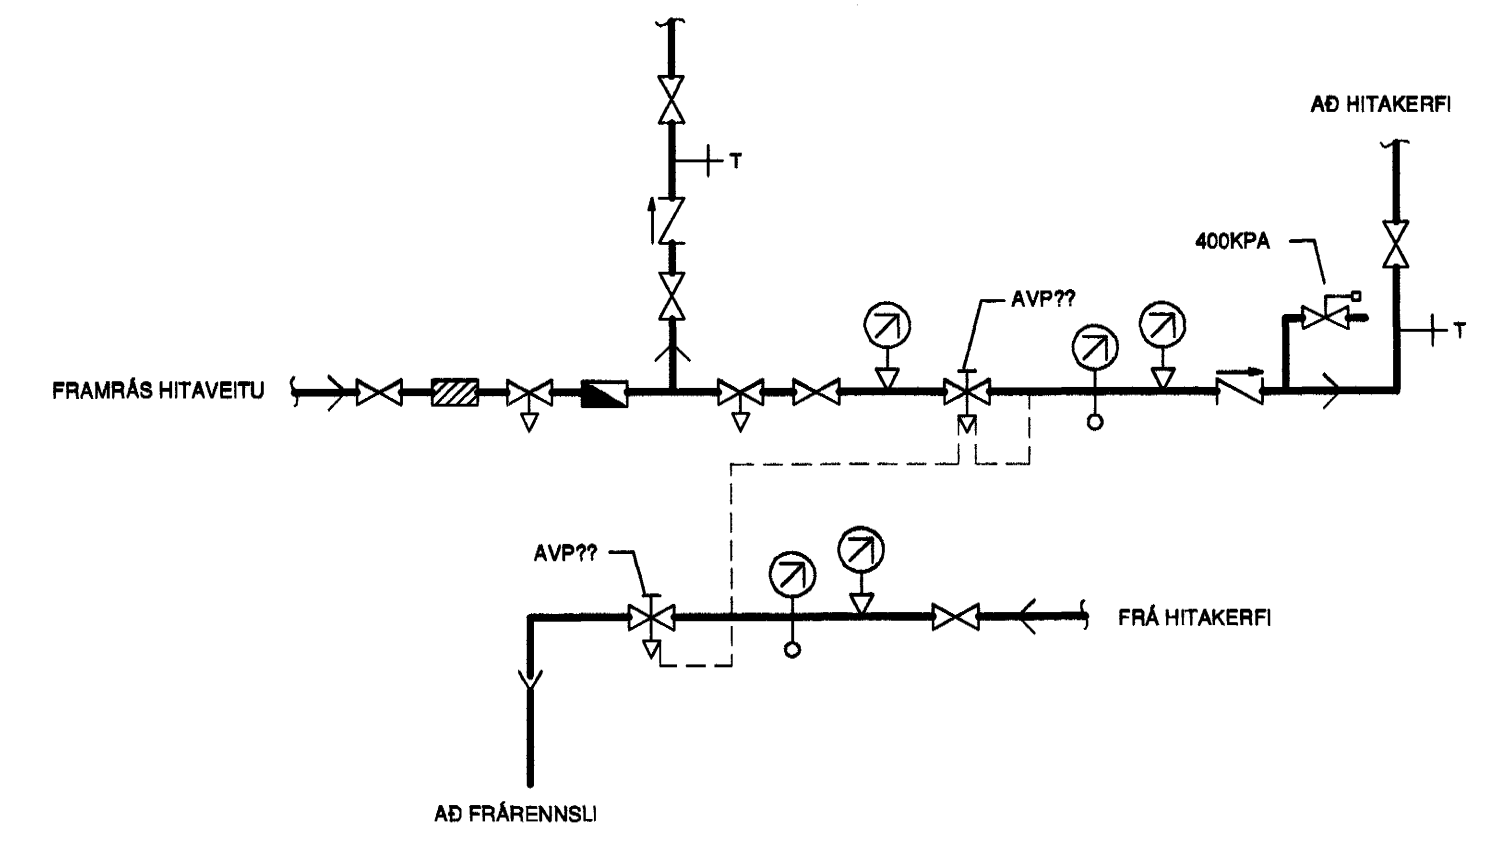 AÐ HITAKERFI
T
400KPA
AVP??
T
FRAMRÁS HITAVEITU
AVP??
FRÁ HITAKERFI
AÐ FRÁRENNSLI